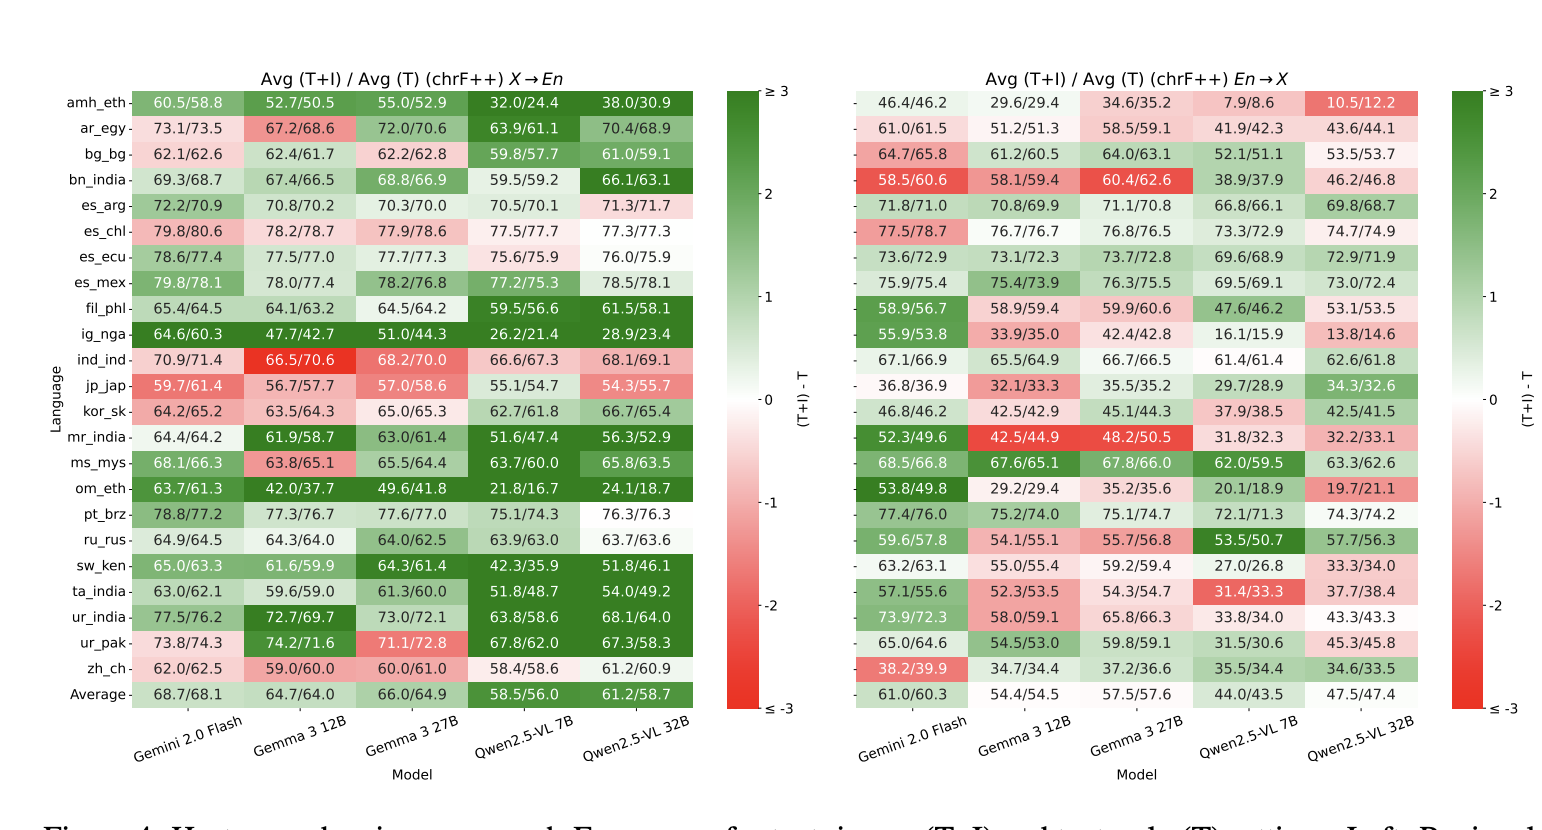 Avg (T+I) / Avg (T) (chrF++) X→En
Language
amh_eth 60.5/58.8 52.7/50.5 55.0/52.9 32.0/24.4 38.0/30.9
ar_egy 73.1/73.5 67.2/68.6 72.0/70.6 63.9/61.1 70.4/68.9
bg_bg 62.1/62.6 62.4/61.7 62.2/62.8 59.8/57.7 61.0/59.1
bn_india 69.3/68.7 67.4/66.5 68.8/66.9 59.5/59.2 66.1/63.1
es_arg 72.2/70.9 70.8/70.2 70.3/70.0 70.5/70.1 71.3/71.7
es_chl 79.8/80.6 78.2/78.7 77.9/78.6 77.5/77.7 77.3/77.3
es_ecu 78.6/77.4 77.5/77.0 77.7/77.3 75.6/75.9 76.0/75.9
es_mex 79.8/78.1 78.0/77.4 78.2/76.8 77.2/75.3 78.5/78.1
fil_phl 65.4/64.5 64.1/63.2 64.5/64.2 59.5/56.6 61.5/58.1
ig_nga 64.6/60.3 47.7/42.7 51.0/44.3 26.2/21.4 28.9/23.4
ind_ind 70.9/71.4 66.5/70.6 68.2/70.0 66.6/67.3 68.1/69.1
jp_jap 59.7/61.4 56.7/57.7 57.0/58.6 55.1/54.7 54.3/55.7
kor_sk 64.2/65.2 63.5/64.3 65.0/65.3 62.7/61.8 66.7/65.4
mr_india 64.4/64.2 61.9/58.7 63.0/61.4 51.6/47.4 56.3/52.9
ms_mys 68.1/66.3 63.8/65.1 65.5/64.4 63.7/60.0 65.8/63.5
om_eth 63.7/61.3 42.0/37.7 49.6/41.8 21.8/16.7 24.1/18.7
pt_brz 78.8/77.2 77.3/76.7 77.6/77.0 75.1/74.3 76.3/76.3
ru_rus 64.9/64.5 64.3/64.0 64.0/62.5 63.9/63.0 63.7/63.6
sw_ken 65.0/63.3 61.6/59.9 64.3/61.4 42.3/35.9 51.8/46.1
ta_india 63.0/62.1 59.6/59.0 61.3/60.0 51.8/48.7 54.0/49.2
ur_india 77.5/76.2 72.7/69.7 73.0/72.1 63.8/58.6 68.1/64.0
ur_pak 73.8/74.3 74.2/71.6 71.1/72.8 67.8/62.0 67.3/58.3
zh_ch 62.0/62.5 59.0/60.0 60.0/61.0 58.4/58.6 61.2/60.9
Average 68.7/68.1 64.7/64.0 66.0/64.9 58.5/56.0 61.2/58.7
Gemini 2.0 Flash Gemma 3 12B Gemma 3 27B Qwen2.5-VL 7B Qwen2.5-VL 32B
Model
≥ 3
2
1
0
-1
-2
≤ -3
(T+I) - T
Avg (T+I) / Avg (T) (chrF++) En→X
46.4/46.2 29.6/29.4 34.6/35.2 7.9/8.6 10.5/12.2
61.0/61.5 51.2/51.3 58.5/59.1 41.9/42.3 43.6/44.1
64.7/65.8 61.2/60.5 64.0/63.1 52.1/51.1 53.5/53.7
58.5/60.6 58.1/59.4 60.4/62.6 38.9/37.9 46.2/46.8
71.8/71.0 70.8/69.9 71.1/70.8 66.8/66.1 69.8/68.7
77.5/78.7 76.7/76.7 76.8/76.5 73.3/72.9 74.7/74.9
73.6/72.9 73.1/72.3 73.7/72.8 69.6/68.9 72.9/71.9
75.9/75.4 75.4/73.9 76.3/75.5 69.5/69.1 73.0/72.4
58.9/56.7 58.9/59.4 59.9/60.6 47.6/46.2 53.1/53.5
55.9/53.8 33.9/35.0 42.4/42.8 16.1/15.9 13.8/14.6
67.1/66.9 65.5/64.9 66.7/66.5 61.4/61.4 62.6/61.8
36.8/36.9 32.1/33.3 35.5/35.2 29.7/28.9 34.3/32.6
46.8/46.2 42.5/42.9 45.1/44.3 37.9/38.5 42.5/41.5
52.3/49.6 42.5/44.9 48.2/50.5 31.8/32.3 32.2/33.1
68.5/66.8 67.6/65.1 67.8/66.0 62.0/59.5 63.3/62.6
53.8/49.8 29.2/29.4 35.2/35.6 20.1/18.9 19.7/21.1
77.4/76.0 75.2/74.0 75.1/74.7 72.1/71.3 74.3/74.2
59.6/57.8 54.1/55.1 55.7/56.8 53.5/50.7 57.7/56.3
63.2/63.1 55.0/55.4 59.2/59.4 27.0/26.8 33.3/34.0
57.1/55.6 52.3/53.5 54.3/54.7 31.4/33.3 37.7/38.4
73.9/72.3 58.0/59.1 65.8/66.3 33.8/34.0 43.3/43.3
65.0/64.6 54.5/53.0 59.8/59.1 31.5/30.6 45.3/45.8
38.2/39.9 34.7/34.4 37.2/36.6 35.5/34.4 34.6/33.5
61.0/60.3 54.4/54.5 57.5/57.6 44.0/43.5 47.5/47.4
Gemini 2.0 Flash Gemma 3 12B Gemma 3 27B Qwen2.5-VL 7B Qwen2.5-VL 32B
Model
≥ 3
2
1
0
-1
-2
≤ -3
(T+I) - T